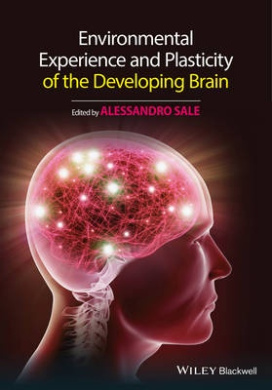 Environmental
Experience and Plasticity
of the Developing Brain
Edited by ALESSANDRO SALE
WILEY Blackwell